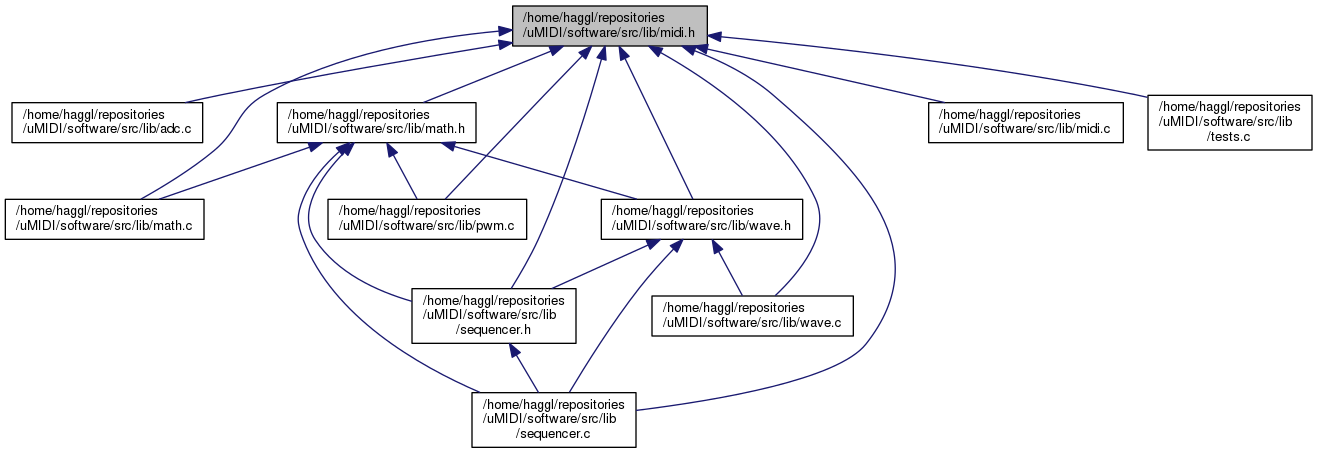 /home/haggl/repositories
/uMIDI/software/src/lib/midi.h
/home/haggl/repositories
/uMIDI/software/src/lib/adc.c
/home/haggl/repositories
/uMIDI/software/src/lib/math.h
/home/haggl/repositories
/uMIDI/software/src/lib/midi.c
/home/haggl/repositories
/uMIDI/software/src/lib
/tests.c
/home/haggl/repositories
/uMIDI/software/src/lib/math.c
/home/haggl/repositories
/uMIDI/software/src/lib/pwm.c
/home/haggl/repositories
/uMIDI/software/src/lib/wave.h
/home/haggl/repositories
/uMIDI/software/src/lib
/sequencer.h
/home/haggl/repositories
/uMIDI/software/src/lib/wave.c
/home/haggl/repositories
/uMIDI/software/src/lib
/sequencer.c